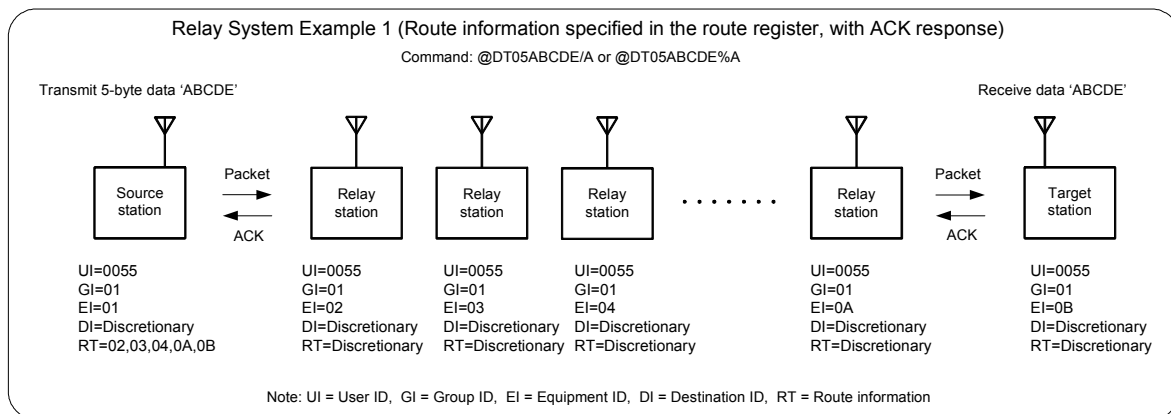 Relay System Example 1 (Route information specified in the route register, with ACK response)
Command: @DT05ABCDE/A or @DT05ABCDE%A
Transmit 5-byte data ‘ABCDE’
Receive data ‘ABCDE’
Source station
Packet
ACK
Relay station
Relay station
Relay station
· · · · · · ·
Relay station
Packet
ACK
Target station
UI=0055
GI=01
EI=01
DI=Discretionary
RT=02,03,04,0A,0B
UI=0055
GI=01
EI=02
DI=Discretionary
RT=Discretionary
UI=0055
GI=01
EI=03
DI=Discretionary
RT=Discretionary
UI=0055
GI=01
EI=04
DI=Discretionary
RT=Discretionary
UI=0055
GI=01
EI=0A
DI=Discretionary
RT=Discretionary
UI=0055
GI=01
EI=0B
DI=Discretionary
RT=Discretionary
Note: UI = User ID, GI = Group ID, EI = Equipment ID, DI = Destination ID, RT = Route information